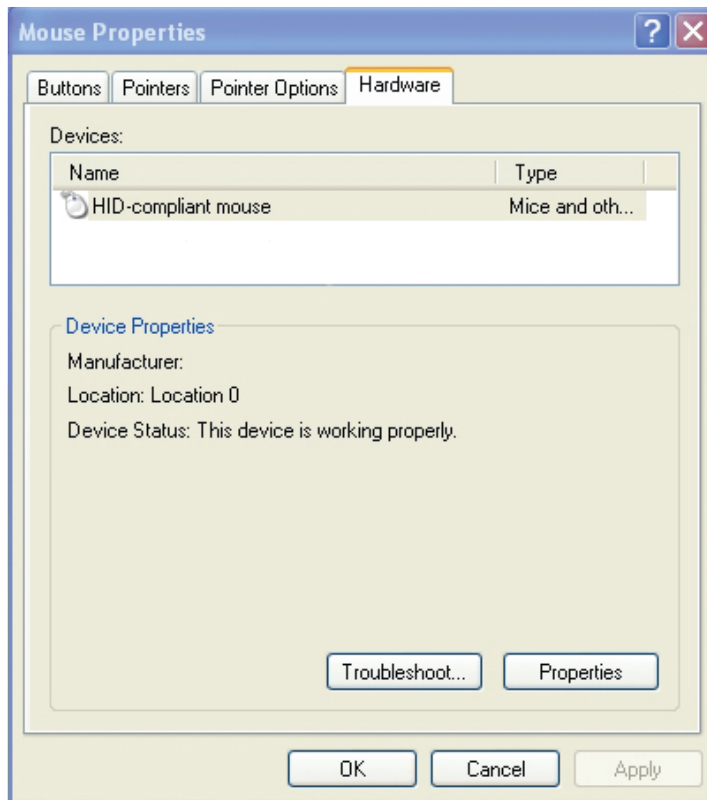 Mouse Properties
Buttons Pointers Pointer Options Hardware
Devices:
Name Type
HID-compliant mouse Mice and oth...
Device Properties
Manufacturer:
Location: Location 0
Device Status: This device is working properly.
Troubleshoot... Properties
OK Cancel Apply